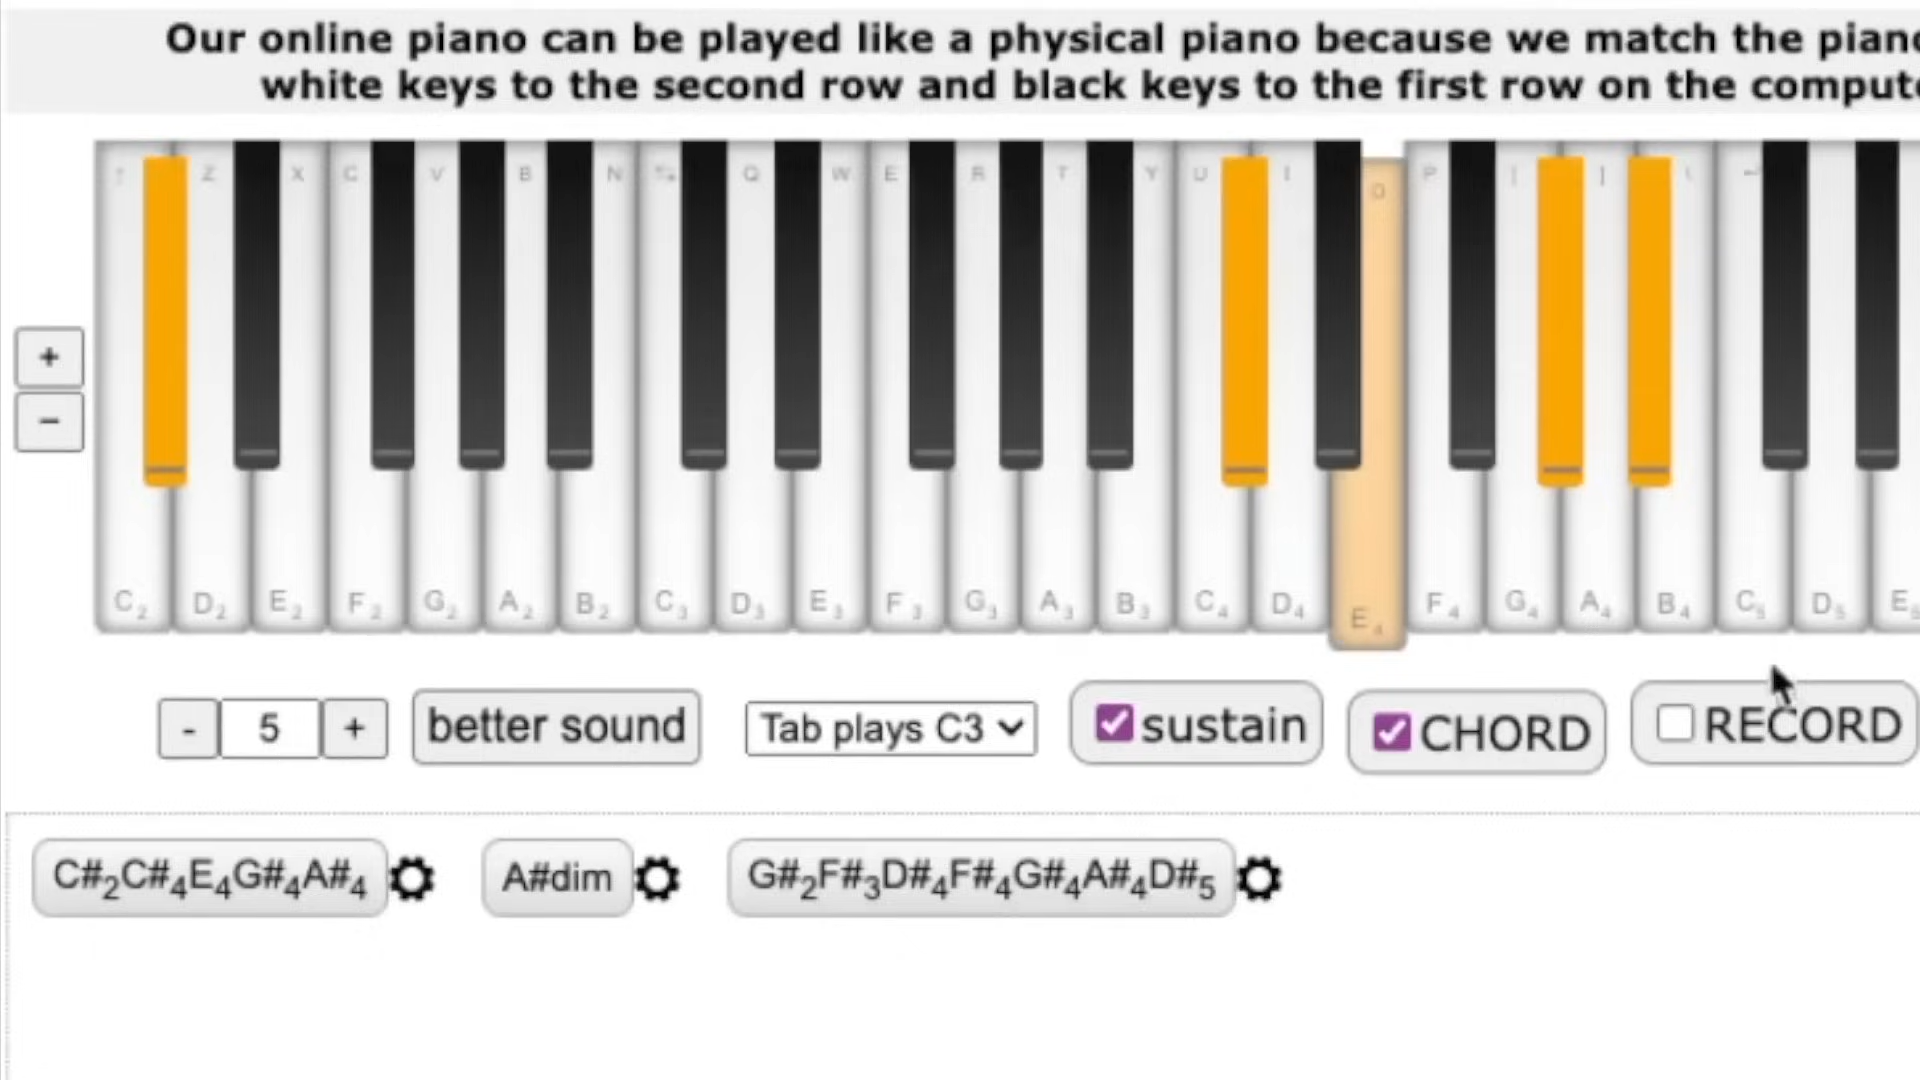 Our online piano can be played like a physical piano because we match the piano
white keys to the second row and black keys to the first row on the compute
Z X C V B N Q W E R T Y U I O P [ ] \
+
−
C2 D2 E2 F2 G2 A2 B2 C3 D3 E3 F3 G3 A3 B3 C4 D4 E4 F4 G4 A4 B4 C5 D5 E5
- 5 + better sound Tab plays C3 sustain CHORD RECORD
C#2C#4E4G#4A#4 A#dim G#2F#3D#4F#4G#4A#4D#5